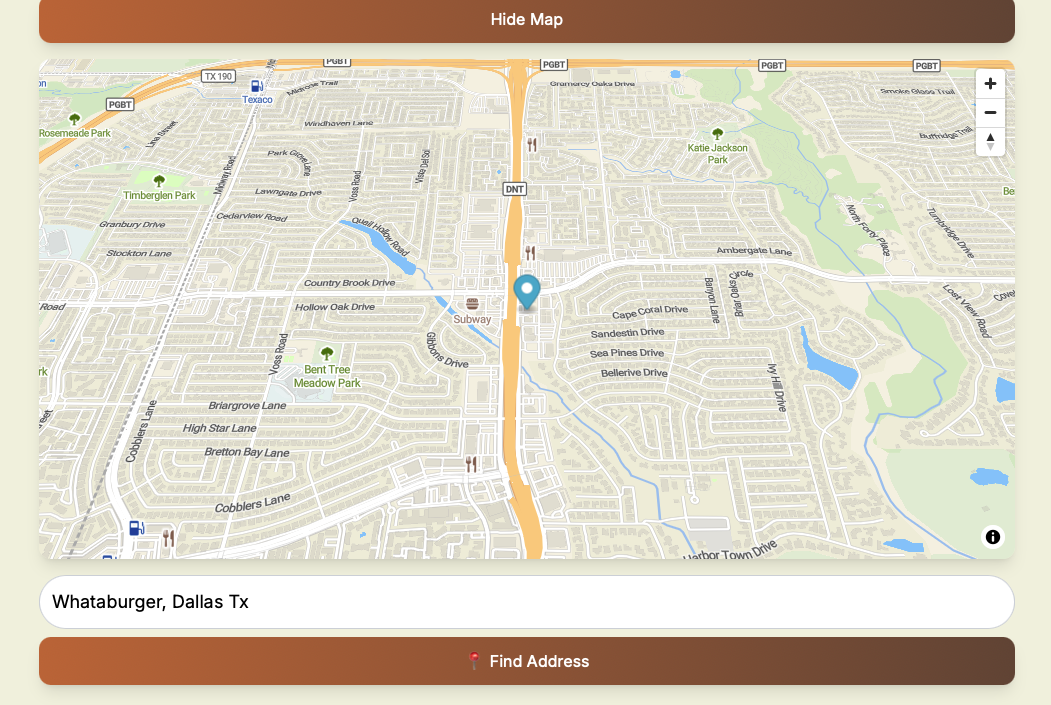 Hide Map
PGBT
PGBT
PGBT
PGBT
TX 190
Texaco
Midrose Trail
Gramercy Oaks Drive
Smoke Glass Trail
PGBT
Rosemeade Park
Windhaven Lane
Buffridge Trail
Katie Jackson
Park
Park Grove Lane
Voss Road
Vista Del Sol
Midway Road
Timberglen Park
Lawngate Drive
DNT
Granbury Drive
Cedarview Road
Quail Hollow Road
North Forty Place
Turnbridge Drive
Stockton Lane
Ambergate Lane
Country Brook Drive
Circle
Briar Oaks
Banyon Lane
Lost View Road
Road
Hollow Oak Drive
Subway
Cape Coral Drive
Sandestin Drive
Gibbons Drive
Voss Road
Sea Pines Drive
Bent Tree
Meadow Park
Bellerive Drive
Ivy Hill Drive
Briargrove Lane
High Star Lane
Cobblers Lane
Bretton Bay Lane
Cobblers Lane
Harbor Town Drive
Whataburger, Dallas Tx
📍 Find Address